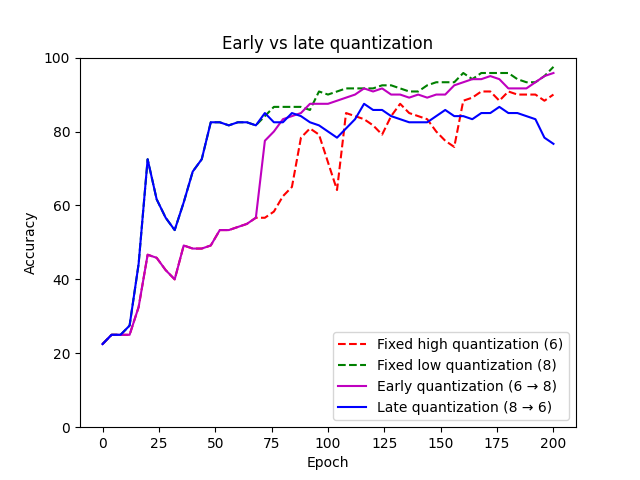 Early vs late quantization
100
80
60
40
20
0
Accuracy
0 25 50 75 100 125 150 175 200
Epoch
Fixed high quantization (6)
Fixed low quantization (8)
Early quantization (6 → 8)
Late quantization (8 → 6)